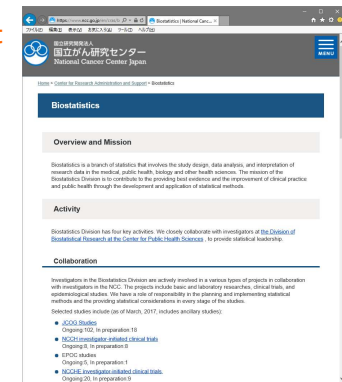 https://www.ncc.go.jp/en/
Biostatistics | National Canc...
ファイル(F) 編集(E) 表示(V) お気に入り(A) ツール(T) ヘルプ(H)
国立研究開発法人
国立がん研究センター
National Cancer Center Japan
MENU
Home > Center for Research Administration and Support > Biostatistics
Biostatistics
Overview and Mission
Biostatistics is a branch of statistics that involves the study design, data analysis, and interpretation of
research data in the medical, public health, biology and other health sciences. The mission of the
Biostatistics Division is to contribute to the providing best evidence and the improvement of clinical practice
and public health through the development and application of statistical methods.
Activity
Biostatistics Division has four key activities. We closely collaborate with investigators at the Division of
Biostatistical Research at the Center for Public Health Sciences , to provide statistical leadership.
Collaboration
Investigators in the Biostatistics Division are actively involved in a various types of projects in collaboration
with investigators in the NCC. The projects include basic and laboratory researches, clinical trials, and
epidemiological studies. We have a role of responsibility in the planning and implementing statistical
methods and the providing statistical considerations in every stage of the studies.
Selected studies include (as of March, 2017, includes ancillary studies):
JCOG Studies
Ongoing:102, In preparation:18
NCCH investigator-initiated clinical trials
Ongoing:8, In preparation:8
EPOC studies
Ongoing:5, In preparation:1
NCCHE investigator-initiated clinical trials
Ongoing:20, In preparation:9